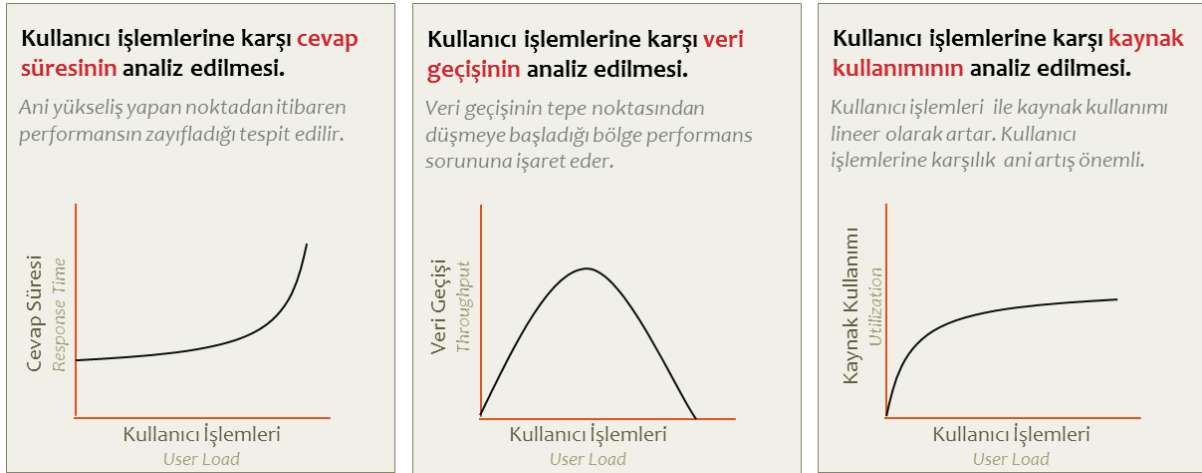 Kullanıcı işlemlerine karşı cevap
süresinin analiz edilmesi.
Ani yükseliş yapan noktadan itibaren
performansın zayıfladığı tespit edilir.
Cevap Süresi
Response Time
Kullanıcı İşlemleri
User Load
Kullanıcı işlemlerine karşı veri
geçişinin analiz edilmesi.
Veri geçişinin tepe noktasından
düşmeye başladığı bölge performans
sorununa işaret eder.
Veri Geçişi
Throughput
Kullanıcı İşlemleri
User Load
Kullanıcı işlemlerine karşı kaynak
kullanımının analiz edilmesi.
Kullanıcı işlemleri ile kaynak kullanımı
lineer olarak artar. Kullanıcı
işlemlerine karşılık ani artış önemli.
Kaynak Kullanımı
Utilization
Kullanıcı İşlemleri
User Load